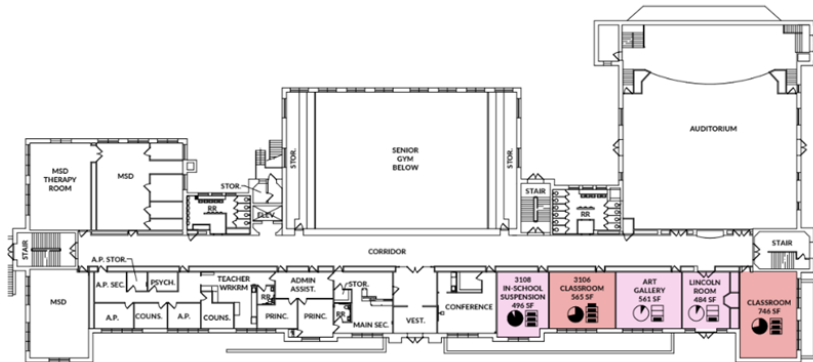 AUDITORIUM
STOR.
SENIOR
GYM
BELOW
STOR.
MSD
THERAPY
ROOM
MSD
STOR.
RR
ELEV.
STAIR
RR
STAIR
CORRIDOR
STAIR
A.P. STOR.
A.P. SEC.
PSYCH.
TEACHER
WRKRM
ADMIN
ASSIST.
STOR.
RR
MSD
A.P.
COUNS.
A.P.
COUNS.
PRINC.
PRINC.
RR
MAIN SEC.
VEST.
CONFERENCE
3108
IN-SCHOOL
SUSPENSION
496 SF
3106
CLASSROOM
565 SF
ART
GALLERY
561 SF
LINCOLN
ROOM
484 SF
CLASSROOM
746 SF